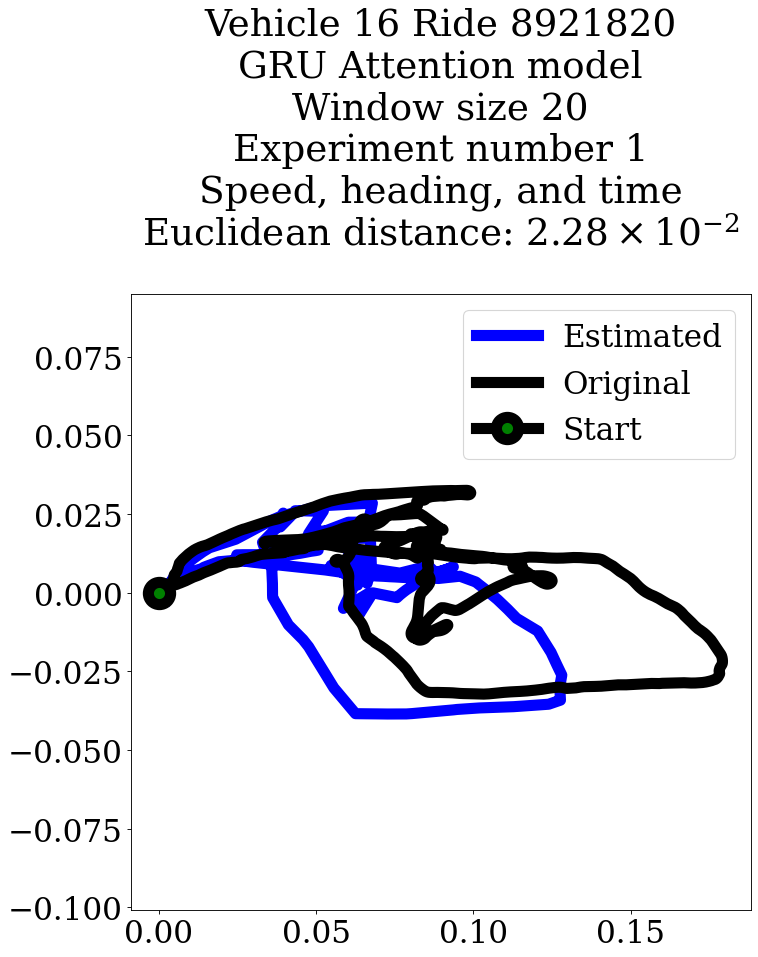 Vehicle 16 Ride 8921820
GRU Attention model
Window size 20
Experiment number 1
Speed, heading, and time
Euclidean distance: 2.28 × 10⁻²
Estimated
Original
Start
0.075
0.050
0.025
0.000
−0.025
−0.050
−0.075
−0.100
0.00 0.05 0.10 0.15